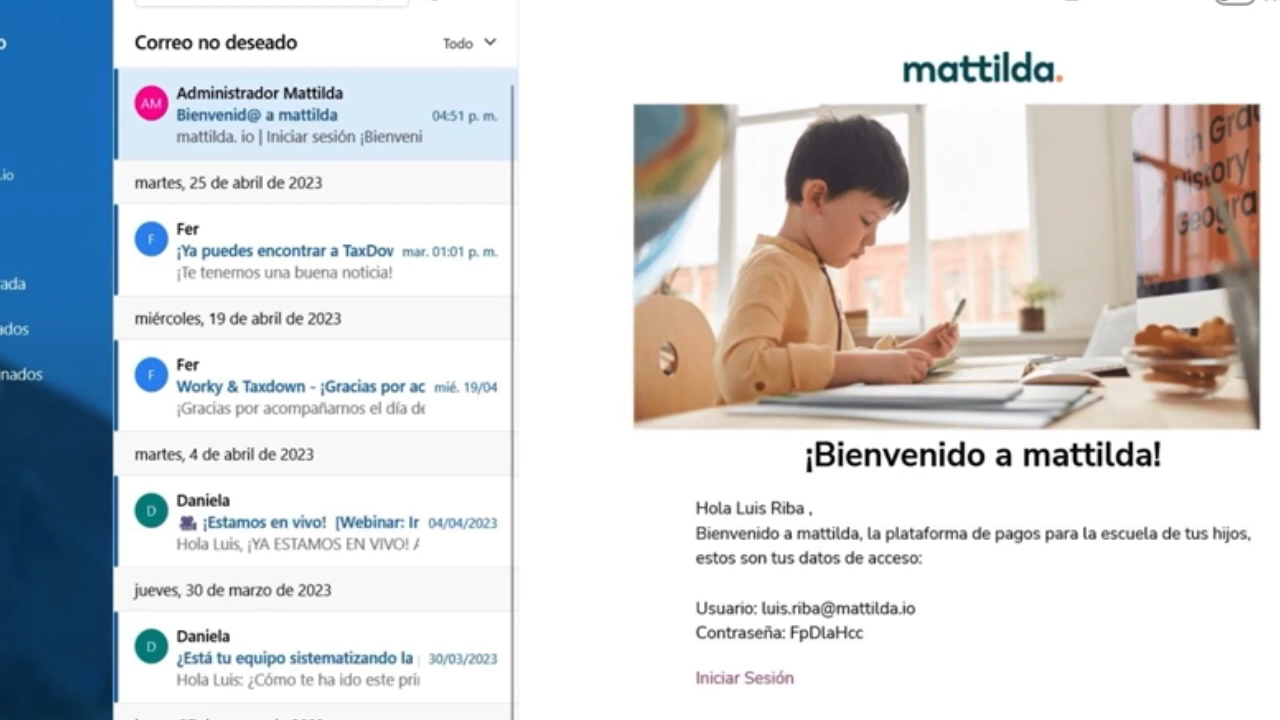 Correo no deseado
Todo
AM
Administrador Mattilda
Bienvenid@ a mattilda 04:51 p. m.
mattilda. io | Iniciar sesión ¡Bienveni
martes, 25 de abril de 2023
F
Fer
¡Ya puedes encontrar a TaxDov mar. 01:01 p. m.
¡Te tenemos una buena noticia!
miércoles, 19 de abril de 2023
F
Fer
Worky & Taxdown - ¡Gracias por ac mié. 19/04
¡Gracias por acompañarnos el día de
martes, 4 de abril de 2023
D
Daniela
¡Estamos en vivo! [Webinar: Ir 04/04/2023
Hola Luis, ¡YA ESTAMOS EN VIVO! A
jueves, 30 de marzo de 2023
D
Daniela
¿Está tu equipo sistematizando la 30/03/2023
Hola Luis: ¿Cómo te ha ido este pri
.io
ada
ados
nados
mattilda.
th Grade
History
Geogra
¡Bienvenido a mattilda!
Hola Luis Riba ,
Bienvenido a mattilda, la plataforma de pagos para la escuela de tus hijos,
estos son tus datos de acceso:
Usuario: luis.riba@mattilda.io
Contraseña: FpDlaHcc
Iniciar Sesión